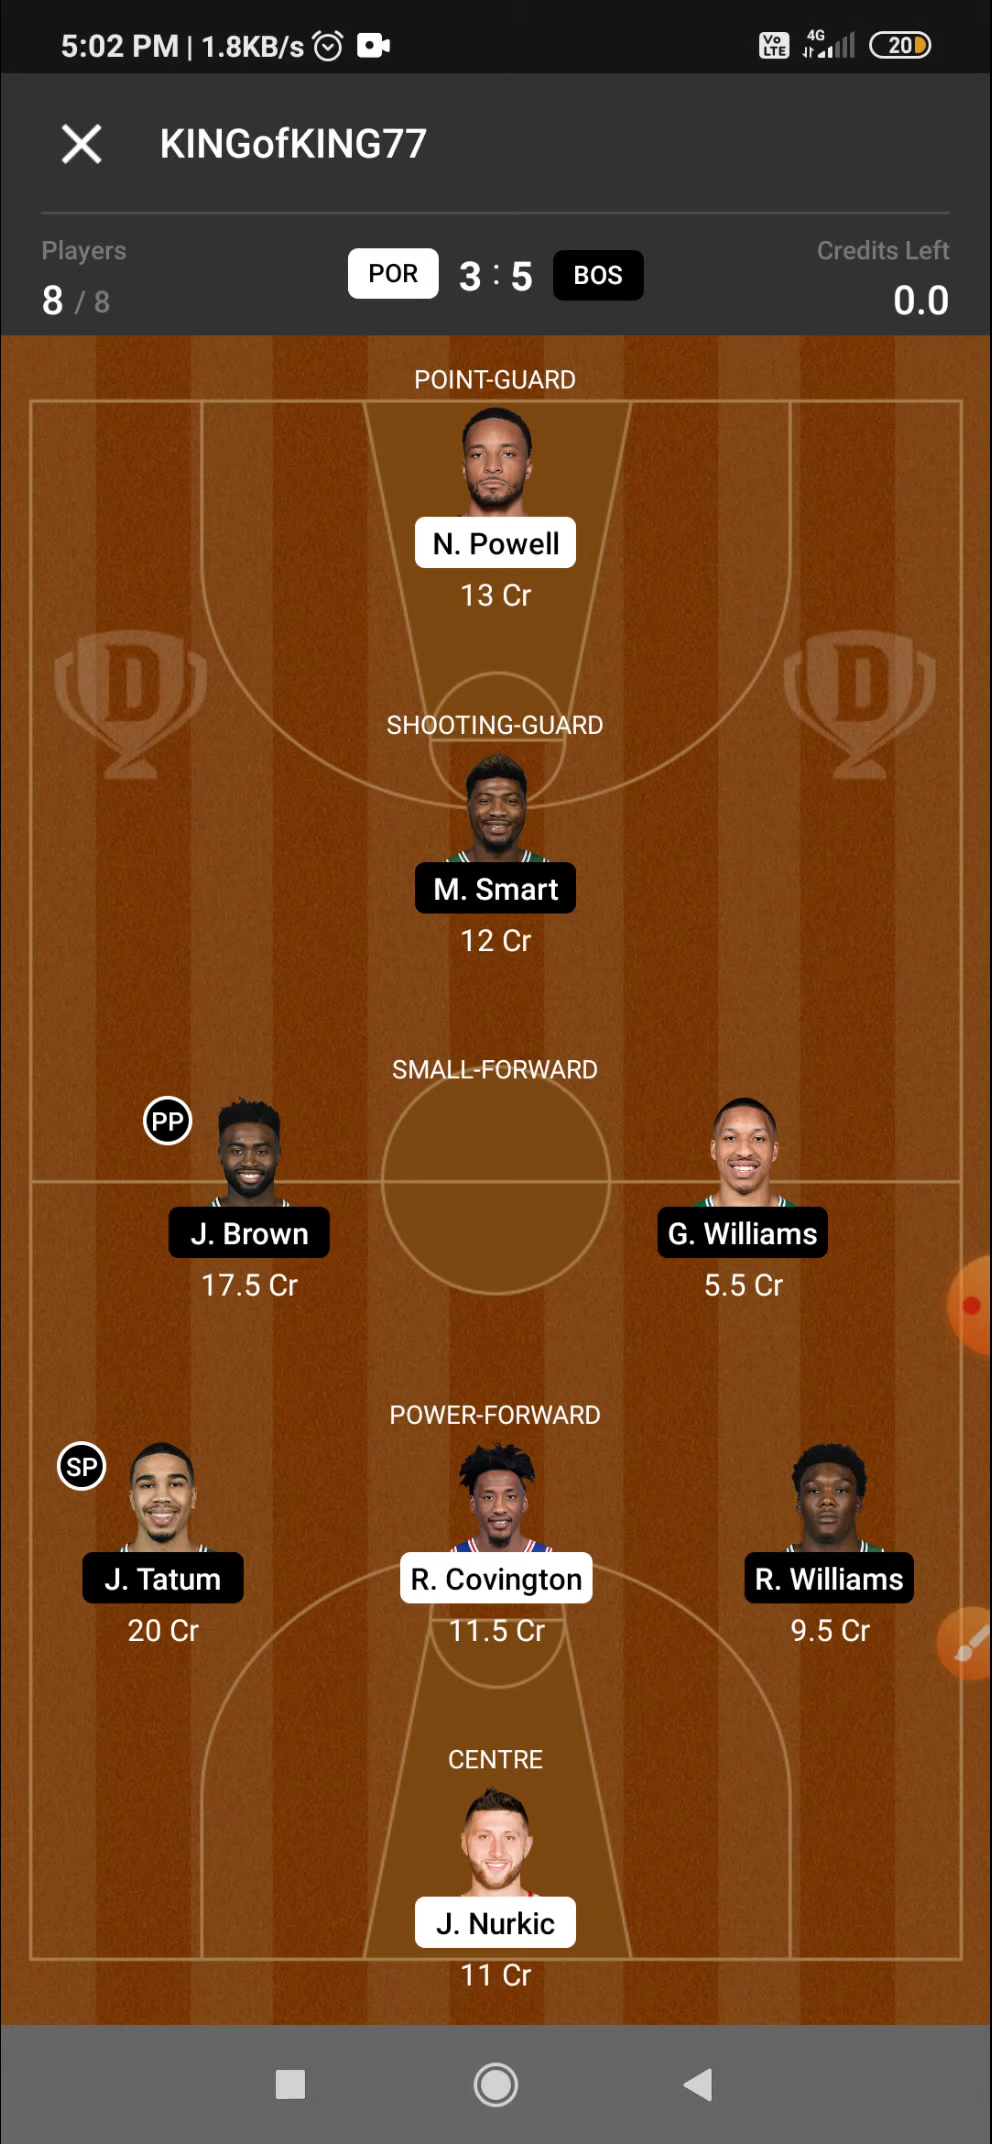 5:02 PM | 1.8KB/s Vo LTE 4G 20
KINGofKING77
Players Credits Left
8 / 8 POR 3 : 5 BOS 0.0
POINT-GUARD
N. Powell
13 Cr
D D
SHOOTING-GUARD
M. Smart
12 Cr
SMALL-FORWARD
PP
J. Brown G. Williams
17.5 Cr 5.5 Cr
POWER-FORWARD
SP
J. Tatum R. Covington R. Williams
20 Cr 11.5 Cr 9.5 Cr
CENTRE
J. Nurkic
11 Cr